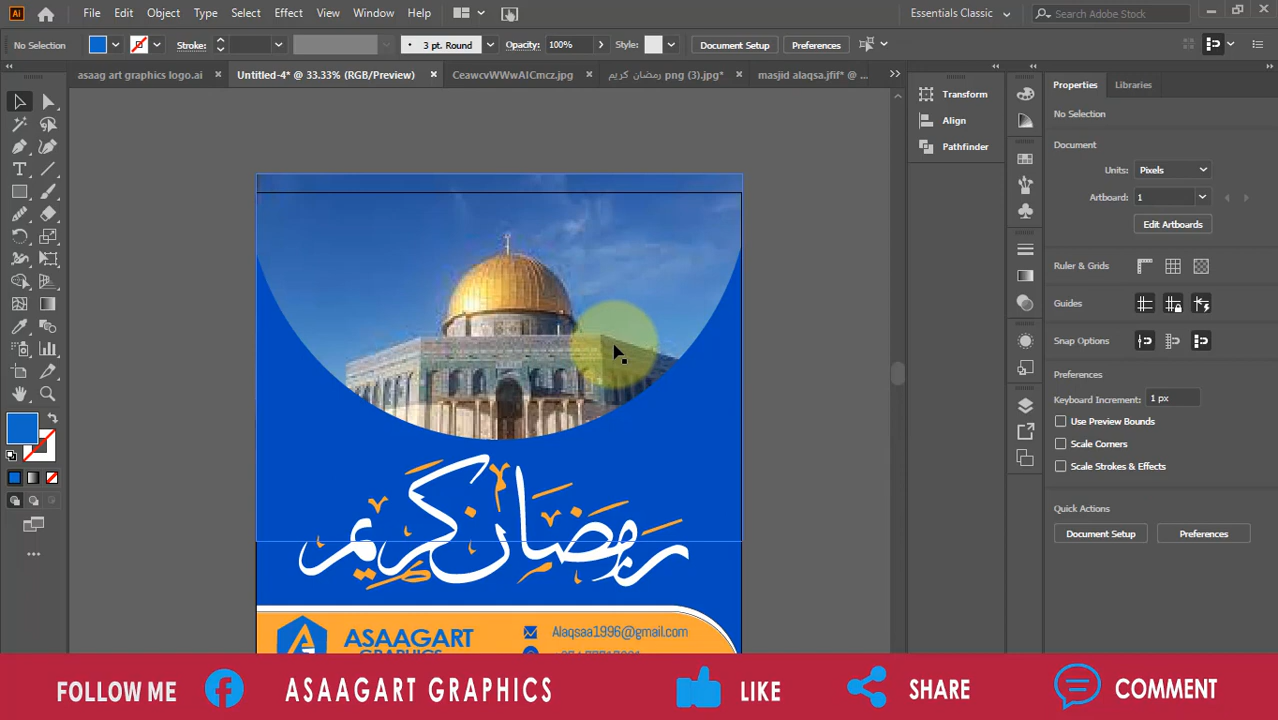 Ai File Edit Object Type Select Effect View Window Help Essentials Classic Search Adobe Stock
No Selection Stroke: 3 pt. Round Opacity: 100% Style: Document Setup Preferences
asaag art graphics logo.ai × Untitled-4* @ 33.33% (RGB/Preview) × CeawcvWWwAICmcz.jpg × رمضان كريم png (3).jpg* × masjid alaqsa.jfif* @ ...
Transform
Align
Pathfinder
Properties Libraries
No Selection
Document
Units: Pixels
Artboard: 1
Edit Artboards
Ruler & Grids
Guides
Snap Options
Preferences
Keyboard Increment: 1 px
Use Preview Bounds
Scale Corners
Scale Strokes & Effects
Quick Actions
Document Setup Preferences
رمضان كريم
ASAAGART Alaqsaa1996@gmail.com
GRAPHICS
FOLLOW ME ASAAGART GRAPHICS LIKE SHARE COMMENT